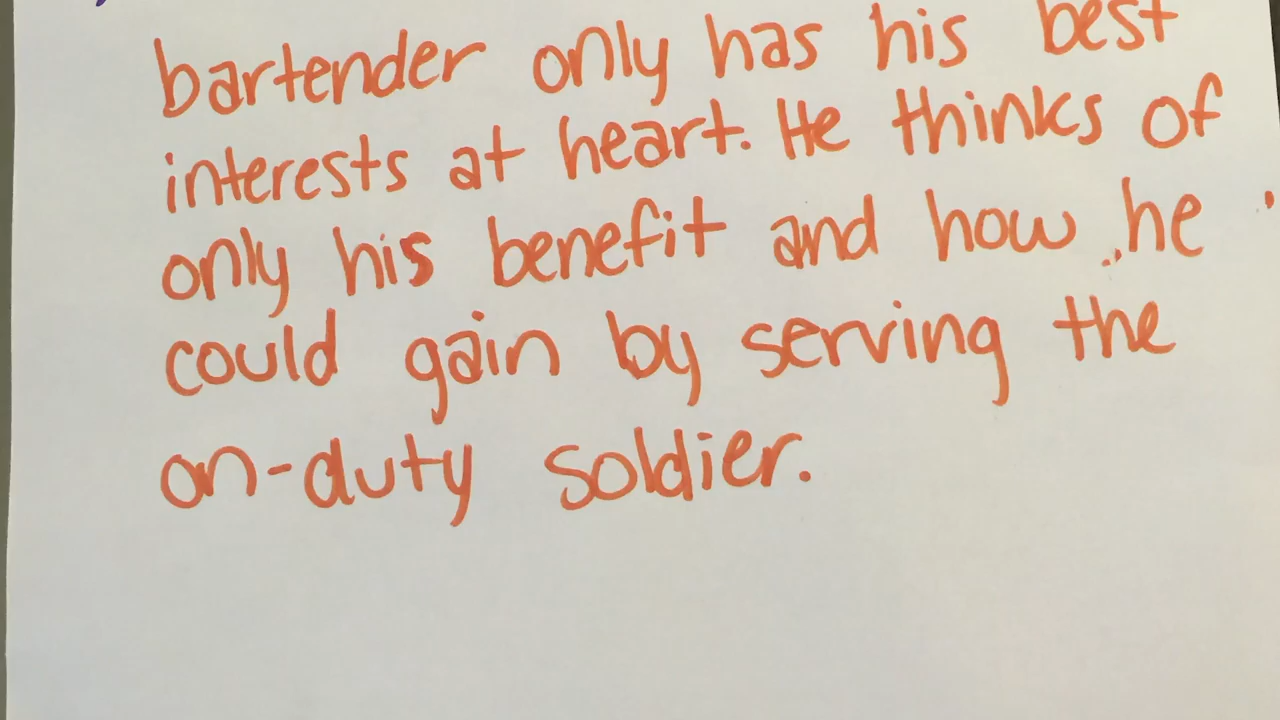 bartender only has his best
interests at heart. He thinks of
only his benefit and how he
could gain by serving the
on-duty soldier.